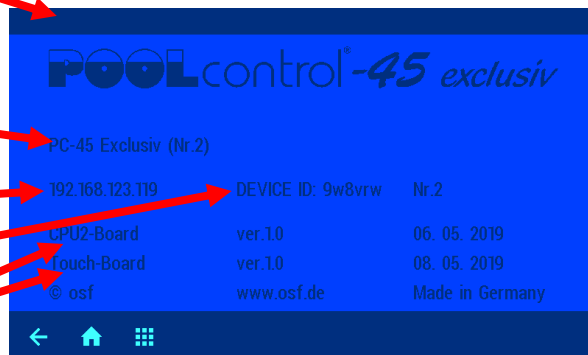 POOLcontrol®-45 exclusiv
PC-45 Exclusiv (Nr.2)
192.168.123.119 DEVICE ID: 9w8vrw Nr.2
CPU2-Board ver.1.0 06. 05. 2019
Touch-Board ver.1.0 08. 05. 2019
© osf www.osf.de Made in Germany